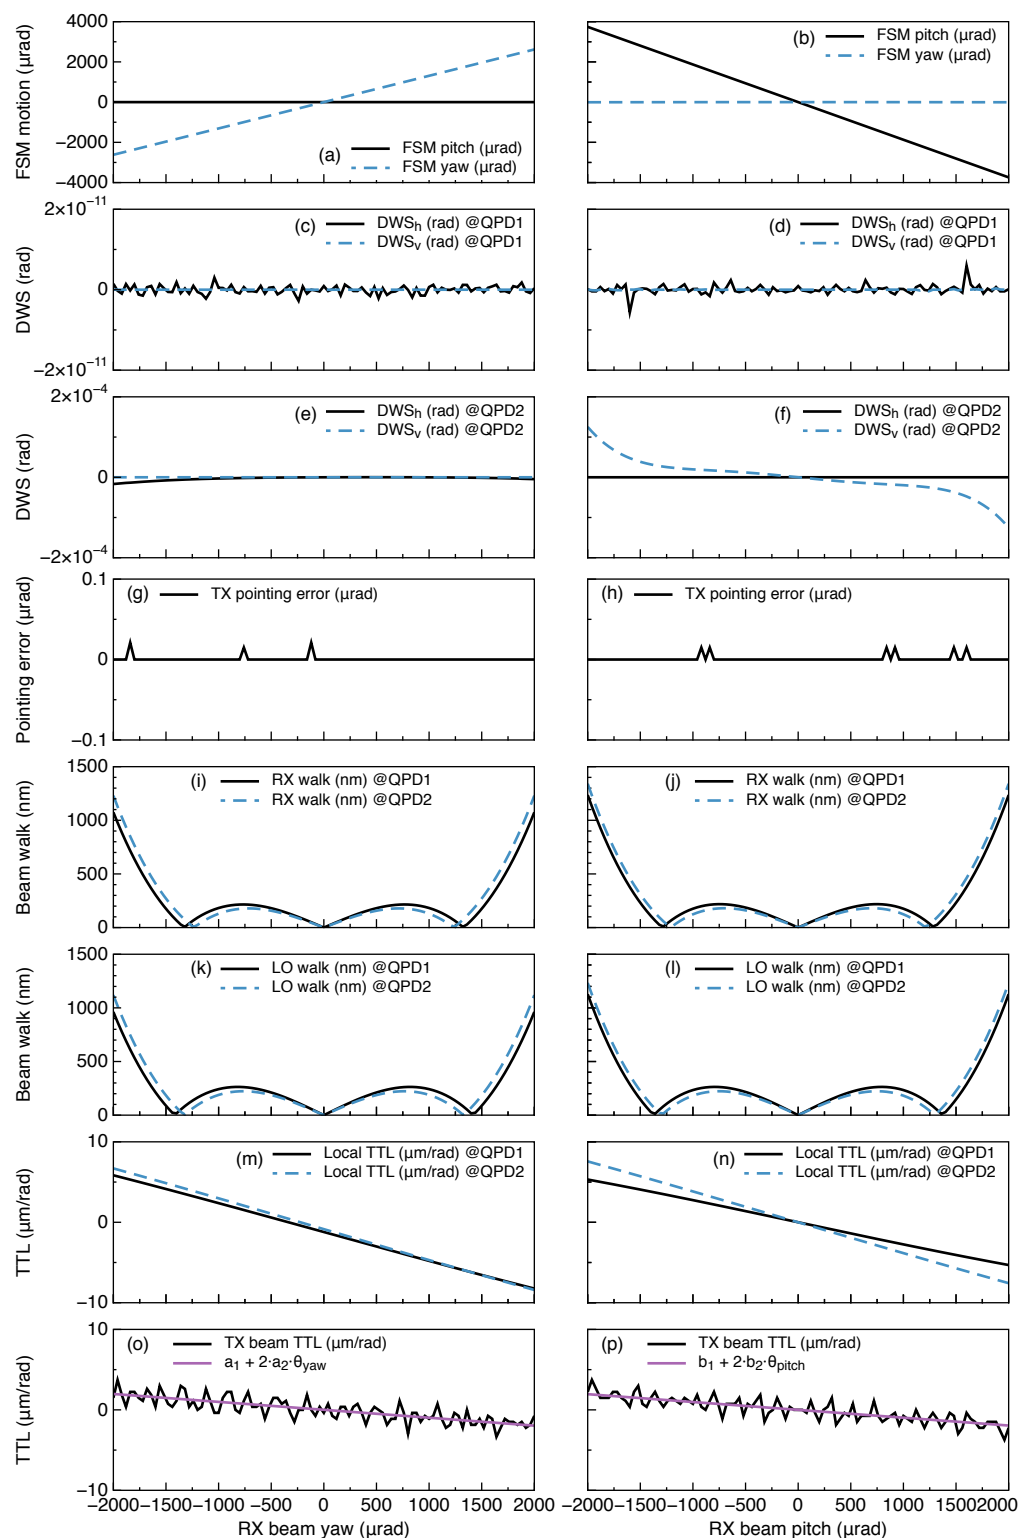 4000
2000
0
−2000
−4000
FSM motion (μrad)
(a)
FSM pitch (μrad)
FSM yaw (μrad)
(b)
FSM pitch (μrad)
FSM yaw (μrad)
2×10⁻¹¹
0
−2×10⁻¹¹
DWS (rad)
(c)
DWSₕ (rad) @QPD1
DWSᵥ (rad) @QPD1
(d)
DWSₕ (rad) @QPD1
DWSᵥ (rad) @QPD1
2×10⁻⁴
0
−2×10⁻⁴
DWS (rad)
(e)
DWSₕ (rad) @QPD2
DWSᵥ (rad) @QPD2
(f)
DWSₕ (rad) @QPD2
DWSᵥ (rad) @QPD2
0.1
0
−0.1
Pointing error (μrad)
(g)
TX pointing error (μrad)
(h)
TX pointing error (μrad)
1500
1000
500
0
Beam walk (nm)
(i)
RX walk (nm) @QPD1
RX walk (nm) @QPD2
(j)
RX walk (nm) @QPD1
RX walk (nm) @QPD2
1500
1000
500
0
Beam walk (nm)
(k)
LO walk (nm) @QPD1
LO walk (nm) @QPD2
(l)
LO walk (nm) @QPD1
LO walk (nm) @QPD2
10
0
−10
TTL (μm/rad)
(m)
Local TTL (μm/rad) @QPD1
Local TTL (μm/rad) @QPD2
(n)
Local TTL (μm/rad) @QPD1
Local TTL (μm/rad) @QPD2
10
0
−10
TTL (μm/rad)
(o)
TX beam TTL (μm/rad)
a₁ + 2·a₂·θyaw
(p)
TX beam TTL (μm/rad)
b₁ + 2·b₂·θpitch
−2000 −1500 −1000 −500 0 500 1000 1500 2000
RX beam yaw (μrad)
−2000 −1500 −1000 −500 0 500 1000 1500 2000
RX beam pitch (μrad)